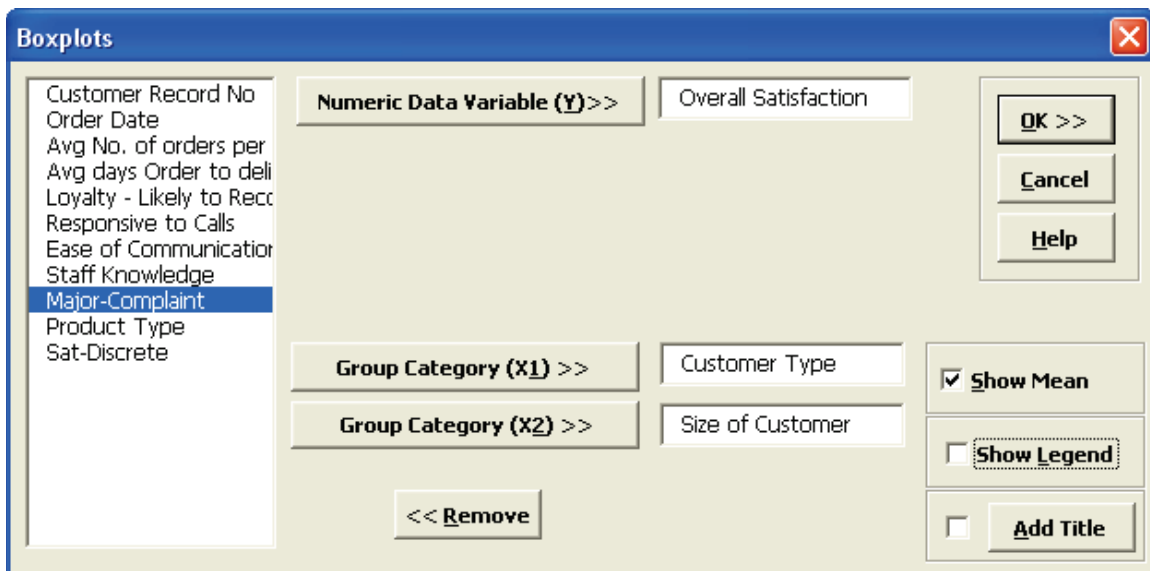 Boxplots
Customer Record No
Order Date
Avg No. of orders per
Avg days Order to deli
Loyalty - Likely to Reco
Responsive to Calls
Ease of Communication
Staff Knowledge
Major-Complaint
Product Type
Sat-Discrete
Numeric Data Variable (Y)>>
Overall Satisfaction
Group Category (X1) >>
Customer Type
Group Category (X2) >>
Size of Customer
<< Remove
OK >>
Cancel
Help
Show Mean
Show Legend
Add Title